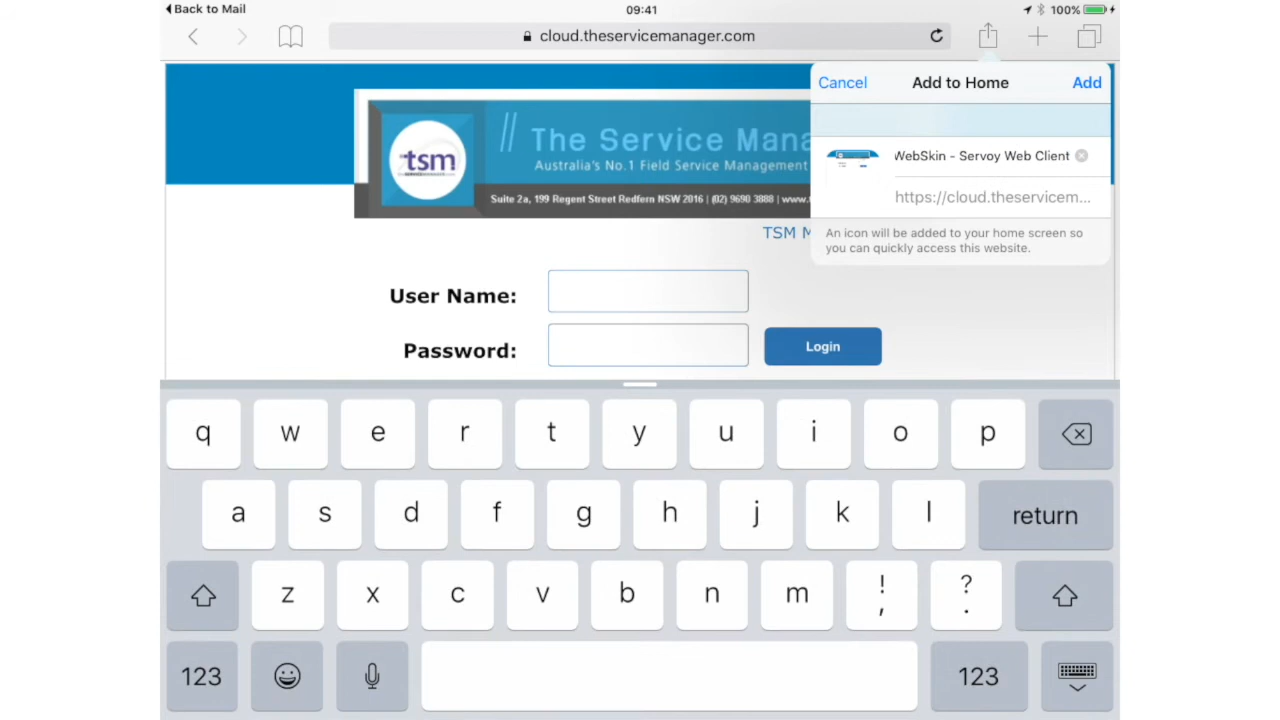 Back to Mail
09:41
100%
cloud.theservicemanager.com
Cancel
Add to Home
Add
WebSkin - Servoy Web Client
https://cloud.theservicem...
An icon will be added to your home screen so
you can quickly access this website.
tsm
// The Service Mana
Australia's No.1 Field Service Management
Suite 2a, 199 Regent Street Redfern NSW 2016 | (02) 9690 3888 | www.
TSM M
User Name:
Password:
Login
q w e r t y u i o p
a s d f g h j k l return
z x c v b n m ! , ? .
123 123